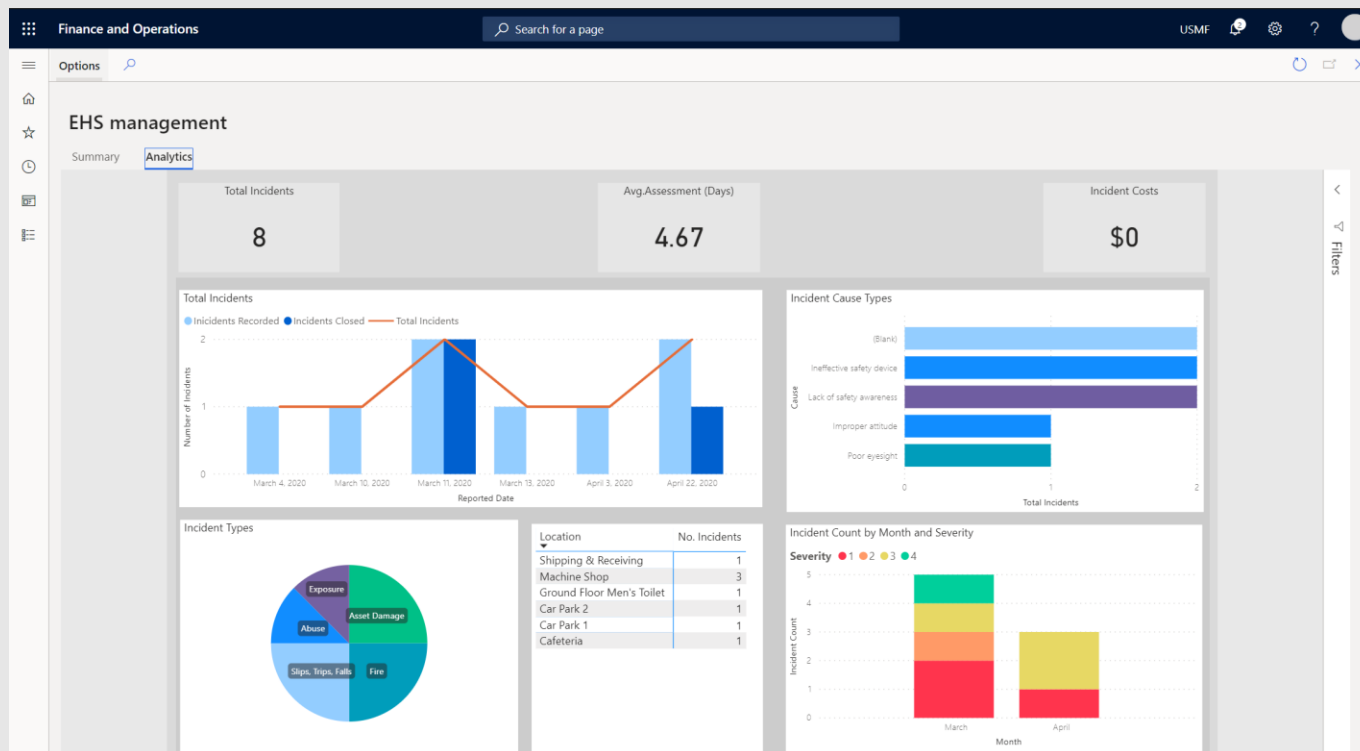 Finance and Operations
Search for a page
USMF
2
?
Options
EHS management
Summary
Analytics
Total Incidents
8
Avg.Assessment (Days)
4.67
Incident Costs
$0
Filters
Total Incidents
Inicidents Recorded Incidents Closed Total Incidents
Number of Incidents
2
1
0
March 4, 2020 March 10, 2020 March 11, 2020 March 13, 2020 April 3, 2020 April 22, 2020
Reported Date
Incident Cause Types
Cause
(Blank)
Ineffective safety device
Lack of safety awareness
Improper attitude
Poor eyesight
0 1 2
Total Incidents
Incident Types
Exposure
Asset Damage
Abuse
Slips, Trips, Falls
Fire
Location No. Incidents
Shipping & Receiving 1
Machine Shop 3
Ground Floor Men's Toilet 1
Car Park 2 1
Car Park 1 1
Cafeteria 1
Incident Count by Month and Severity
Severity 1 2 3 4
Incident Count
5
4
3
2
1
0
March April
Month